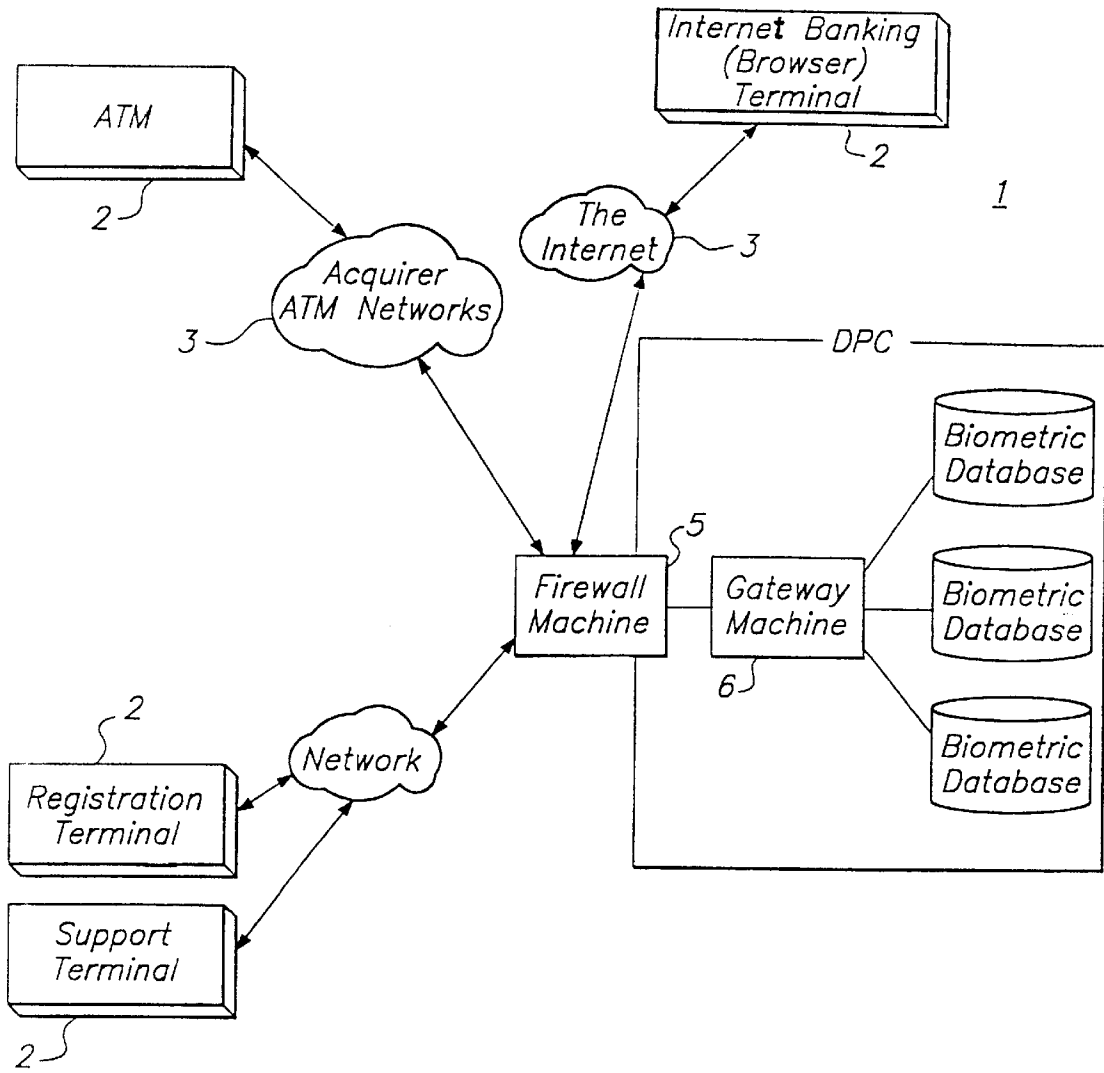 Internet Banking
(Browser)
Terminal
2
ATM
2
1
The
Internet
3
Acquirer
ATM Networks
3
DPC
Biometric
Database
5
Firewall
Machine
Gateway
Machine
6
Biometric
Database
Biometric
Database
2
Network
Registration
Terminal
Support
Terminal
2